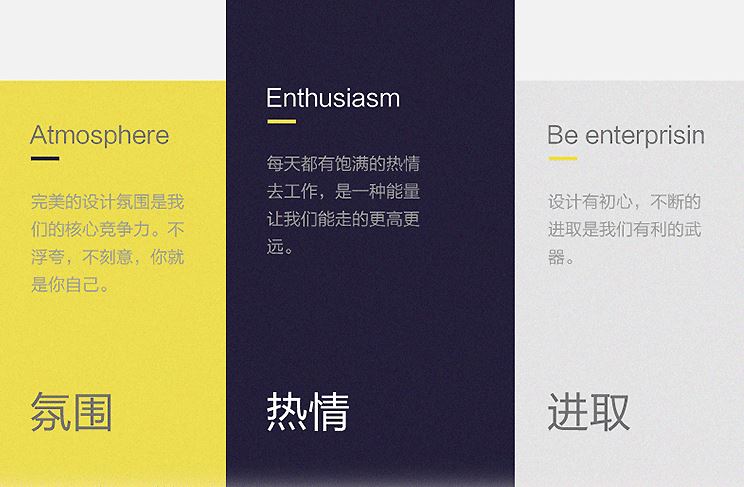 Atmosphere
完美的设计氛围是我
们的核心竞争力。不
浮夸，不刻意，你就
是你自己。
氛围
Enthusiasm
每天都有饱满的热情
去工作，是一种能量
让我们能走的更高更
远。
热情
Be enterprisin
设计有初心，不断的
进取是我们有利的武
器。
进取